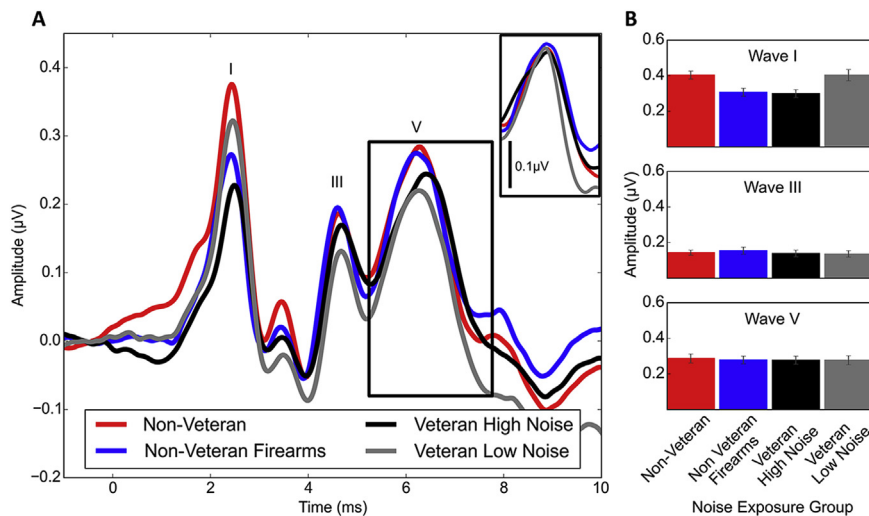 A
I
III
V
0.1µV
Amplitude (µV)
0.4
0.3
0.2
0.1
0.0
−0.1
−0.2
0
2
4
6
8
10
Time (ms)
Non-Veteran
Non-Veteran Firearms
Veteran High Noise
Veteran Low Noise
B
Amplitude (µV)
0.6
Wave I
0.4
0.2
0.6
Wave III
0.4
0.2
0.6
Wave V
0.4
0.2
Non-Veteran
Non Veteran
Firearms
Veteran
High Noise
Veteran
Low Noise
Noise Exposure Group